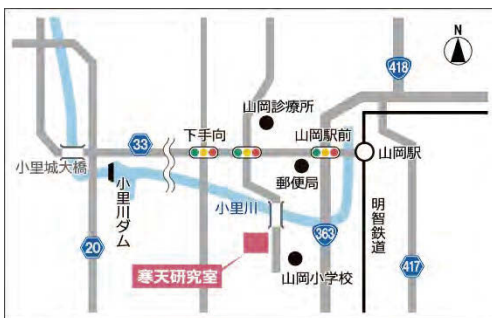 N
418
山岡診療所
下手向
山岡駅前
33
山岡駅
小里城大橋
郵便局
小里川ダム
小里川
明智鉄道
363
20
寒天研究室
山岡小学校
417